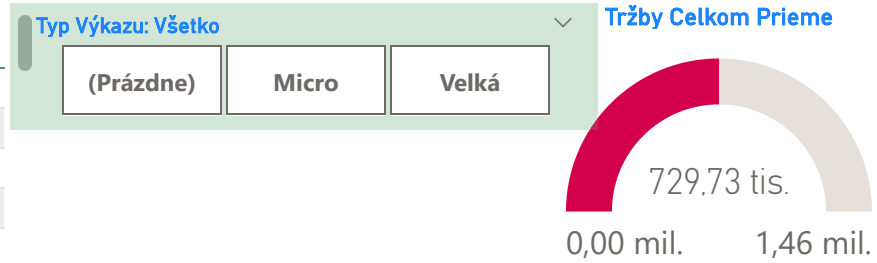 Typ Výkazu: Všetko
(Prázdne)
Micro
Velká
Tržby Celkom Prieme
729,73 tis.
0,00 mil.
1,46 mil.